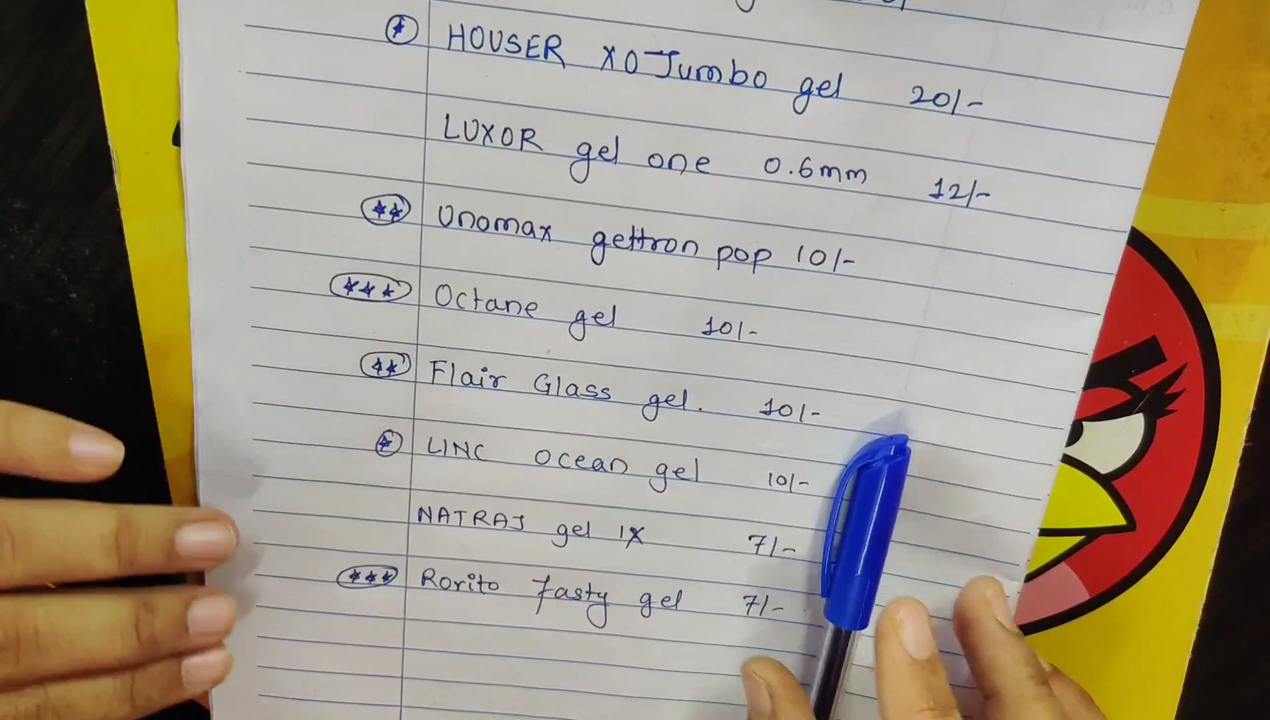 HOUSER XO Jumbo gel 20/-
LUXOR gel one 0.6mm 12/-
Unomax geltron pop 10/-
Octane gel 10/-
Flair Glass gel. 10/-
LINC ocean gel 10/-
NATRAJ gel 1X 7/-
Rorito fasty gel 7/-